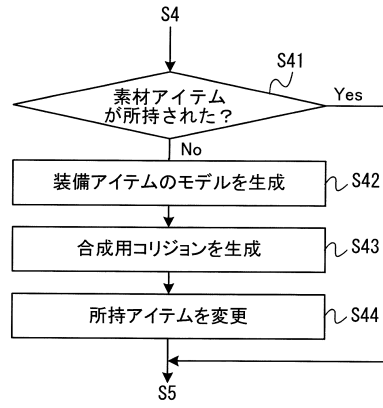 S4
S41
素材アイテム
が所持された？
Yes
No
装備アイテムのモデルを生成
S42
合成用コリジョンを生成
S43
所持アイテムを変更
S44
S5